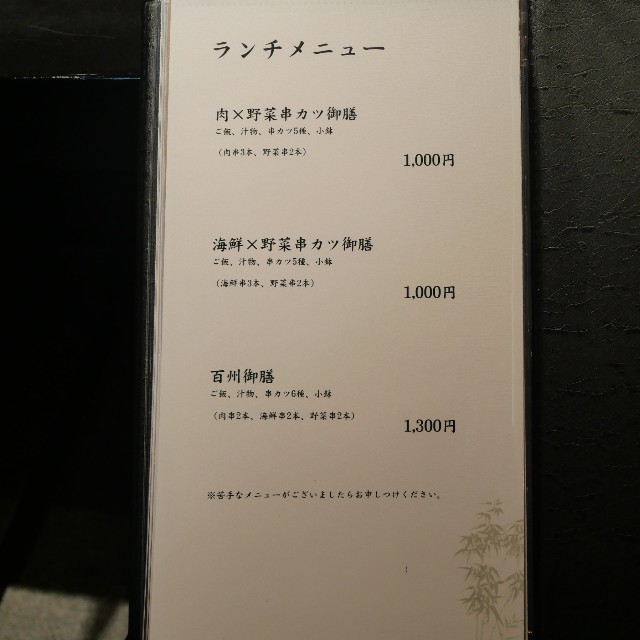 ランチメニュー
肉×野菜串カツ御膳
ご飯、汁物、串カツ5種、小鉢
（肉串3本、野菜串2本）
1,000円
海鮮×野菜串カツ御膳
ご飯、汁物、串カツ5種、小鉢
（海鮮串3本、野菜串2本）
1,000円
百州御膳
ご飯、汁物、串カツ6種、小鉢
（肉串2本、海鮮串2本、野菜串2本）
1,300円
※苦手なメニューがございましたらお申しつけください。